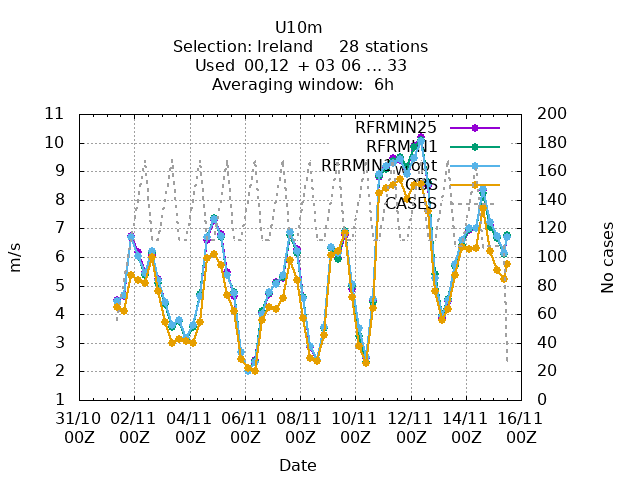 U10m
Selection: Ireland     28 stations
Used  00,12  + 03 06 ... 33
Averaging window:  6h
11 200
RFRMIN25
10 180
RFRMIN1
9 160
RFRMIN1wopt
OBS
8 140
CASES
7 120
6 100
5 80
4 60
3 40
2 20
1 0
m/s
No cases
31/10 02/11 04/11 06/11 08/11 10/11 12/11 14/11 16/11
00Z 00Z 00Z 00Z 00Z 00Z 00Z 00Z 00Z
Date